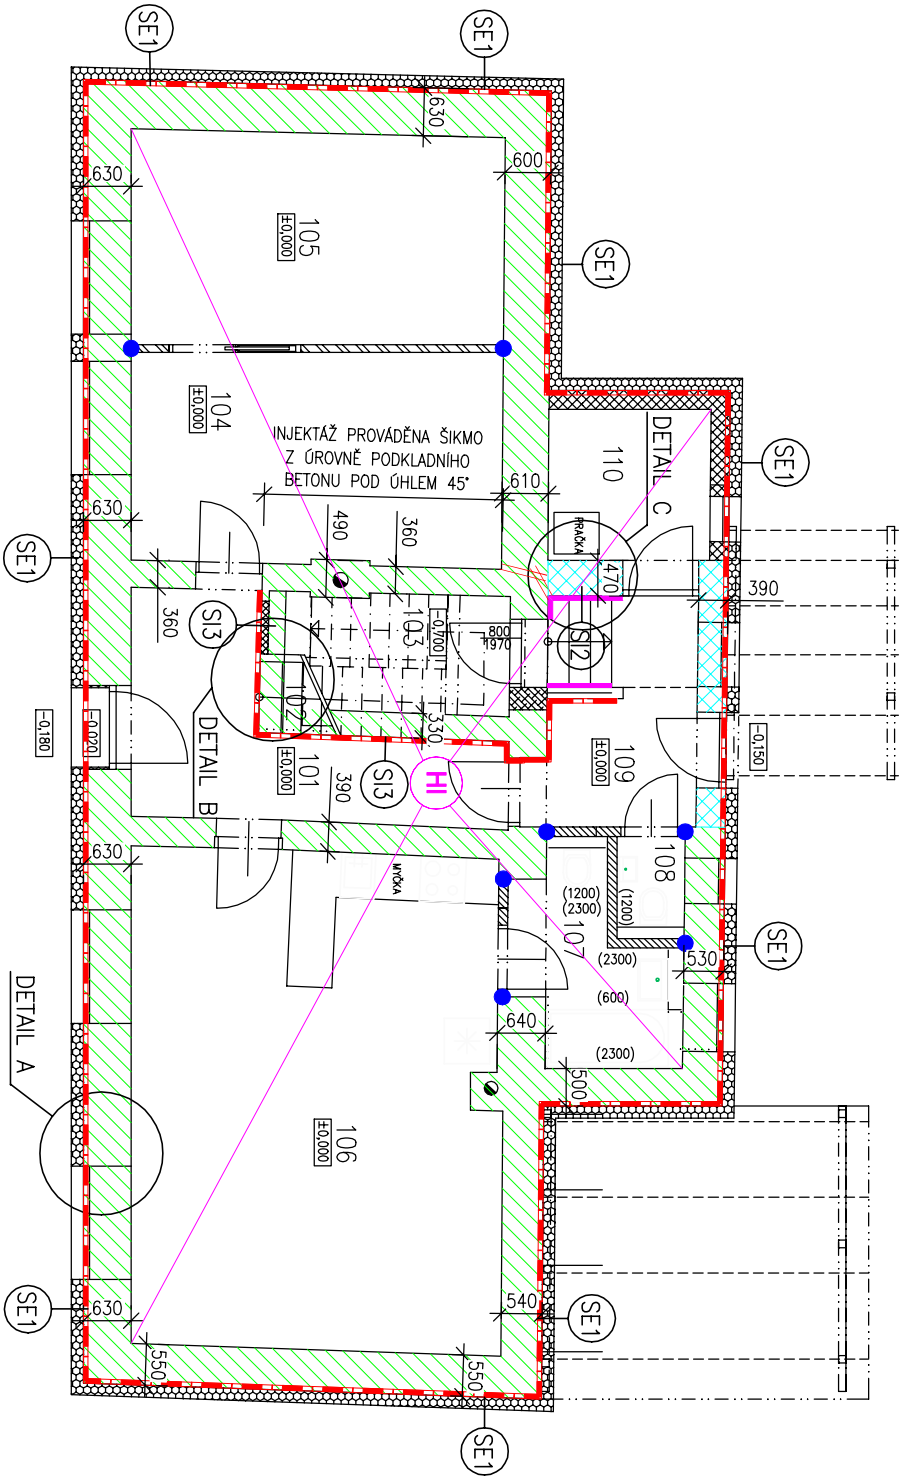 SE1
SE1
630
600
630
SE1
105
±0,000
104
±0,000
INJEKTÁŽ PROVÁDĚNA ŠIKMO
Z ÚROVNĚ PODKLADNÍHO
BETONU POD ÚHLEM 45°
610
110
DETAIL C
SE1
630
490
360
PRAČKA
470
390
SE1
360
SI3
103
-0,700
800
1970
SI2
330
-0,180
-0,020
DETAIL B
101
±0,000
SI3
HI
109
±0,000
-0,150
390
630
MYČKA
108
(1200)
(2300)
(1200)
107
(2300)
530
SE1
(600)
640
(2300)
500
DETAIL A
106
±0,000
SE1
630
540
SE1
550
550
SE1